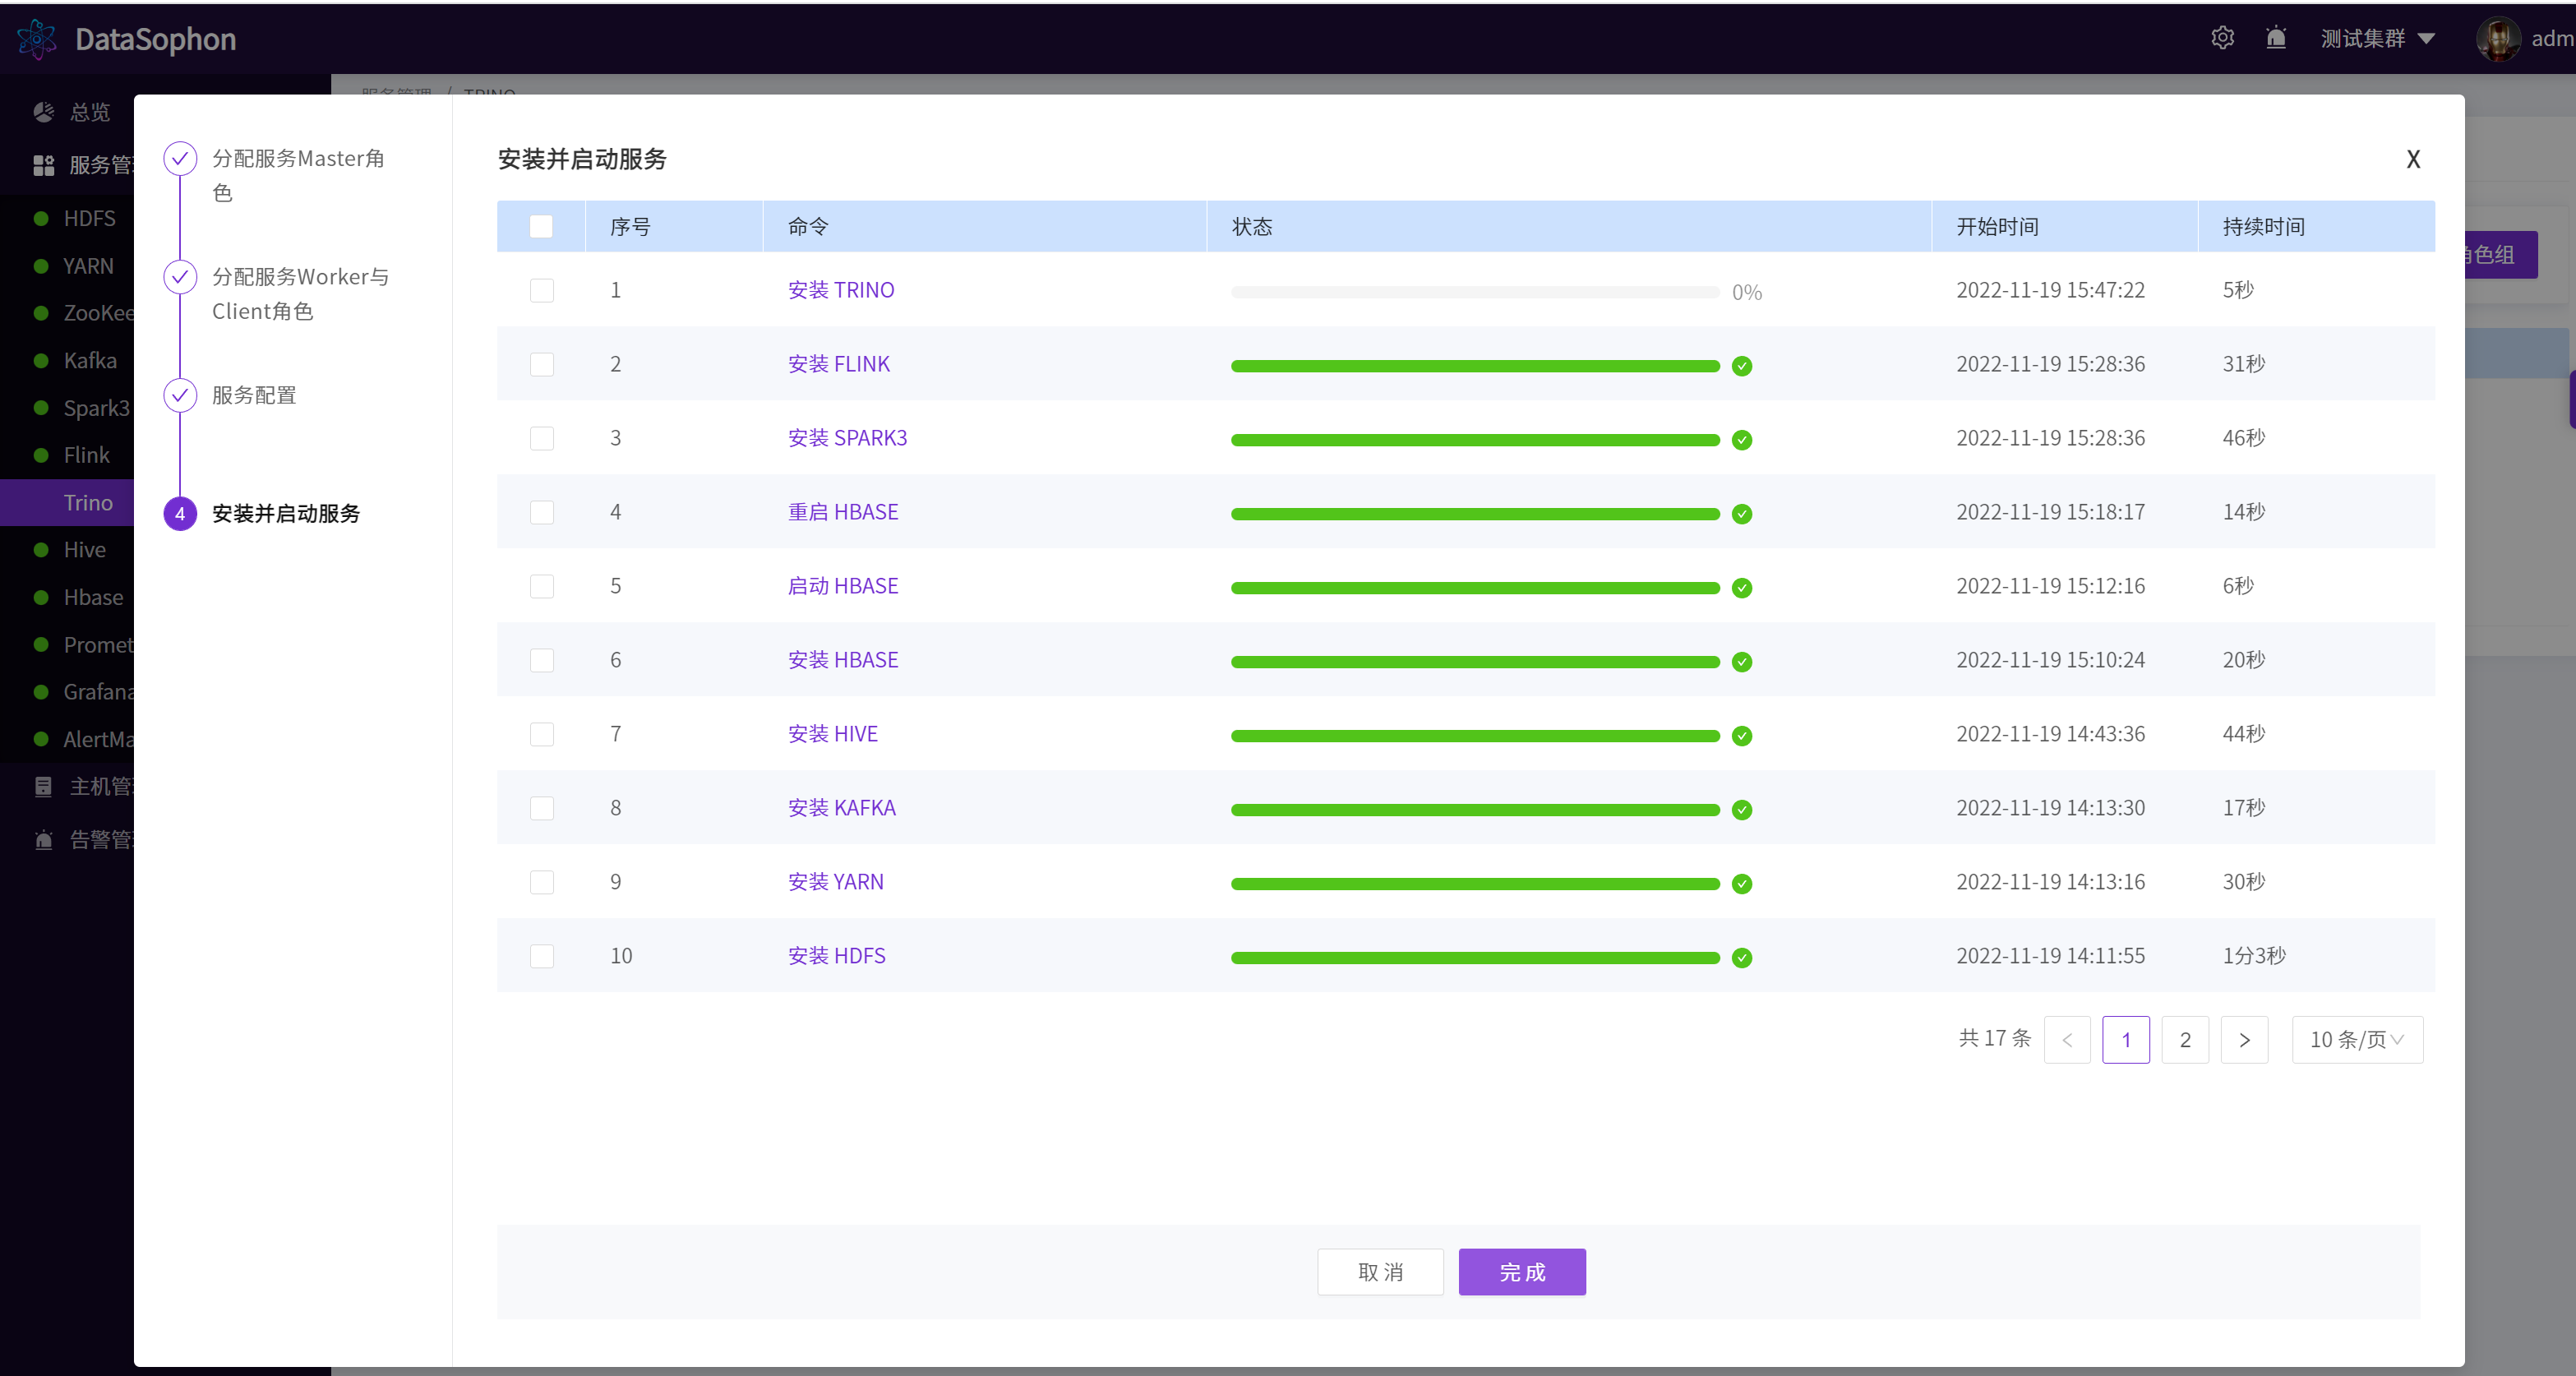 DataSophon
测试集群
adm
总览
服务管理 / TRINO
服务管
HDFS
YARN
ZooKee
Kafka
Spark3
Flink
Trino
Hive
Hbase
Promet
Grafana
AlertMa
主机管
告警管
角色组
分配服务Master角
色
分配服务Worker与
Client角色
服务配置
4 安装并启动服务
安装并启动服务
X
序号 命令 状态 开始时间 持续时间
1 安装 TRINO 0% 2022-11-19 15:47:22 5秒
2 安装 FLINK 2022-11-19 15:28:36 31秒
3 安装 SPARK3 2022-11-19 15:28:36 46秒
4 重启 HBASE 2022-11-19 15:18:17 14秒
5 启动 HBASE 2022-11-19 15:12:16 6秒
6 安装 HBASE 2022-11-19 15:10:24 20秒
7 安装 HIVE 2022-11-19 14:43:36 44秒
8 安装 KAFKA 2022-11-19 14:13:30 17秒
9 安装 YARN 2022-11-19 14:13:16 30秒
10 安装 HDFS 2022-11-19 14:11:55 1分3秒
共 17 条 < 1 2 > 10 条/页
取 消 完 成